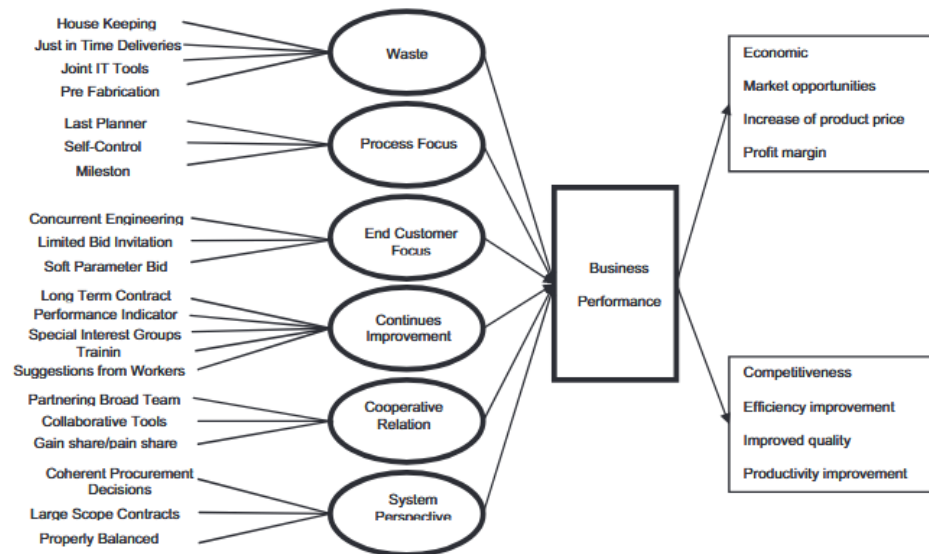 House Keeping
Just in Time Deliveries
Joint IT Tools
Pre Fabrication
Waste
Last Planner
Self-Control
Mileston
Process Focus
Concurrent Engineering
Limited Bid Invitation
Soft Parameter Bid
End Customer
Focus
Long Term Contract
Performance Indicator
Special Interest Groups
Trainin
Suggestions from Workers
Continues
Improvement
Partnering Broad Team
Collaborative Tools
Gain share/pain share
Cooperative
Relation
Coherent Procurement
Decisions
Large Scope Contracts
Properly Balanced
System
Perspective
Business
Performance
Economic
Market opportunities
Increase of product price
Profit margin
Competitiveness
Efficiency improvement
Improved quality
Productivity improvement